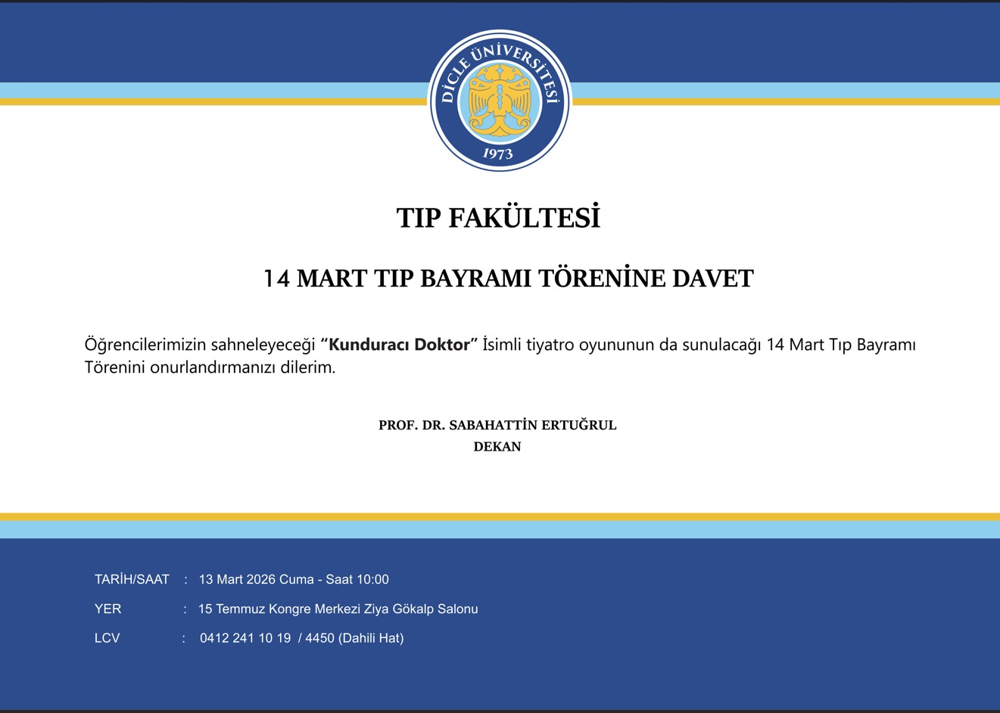 DİCLE ÜNİVERSİTESİ
1973
TIP FAKÜLTESİ
14 MART TIP BAYRAMI TÖRENİNE DAVET
Öğrencilerimizin sahneleyeceği “Kunduracı Doktor” İsimli tiyatro oyununun da sunulacağı 14 Mart Tıp Bayramı
Törenini onurlandırmanızı dilerim.
PROF. DR. SABAHATTİN ERTUĞRUL
DEKAN
TARİH/SAAT : 13 Mart 2026 Cuma - Saat 10:00
YER : 15 Temmuz Kongre Merkezi Ziya Gökalp Salonu
LCV : 0412 241 10 19 / 4450 (Dahili Hat)